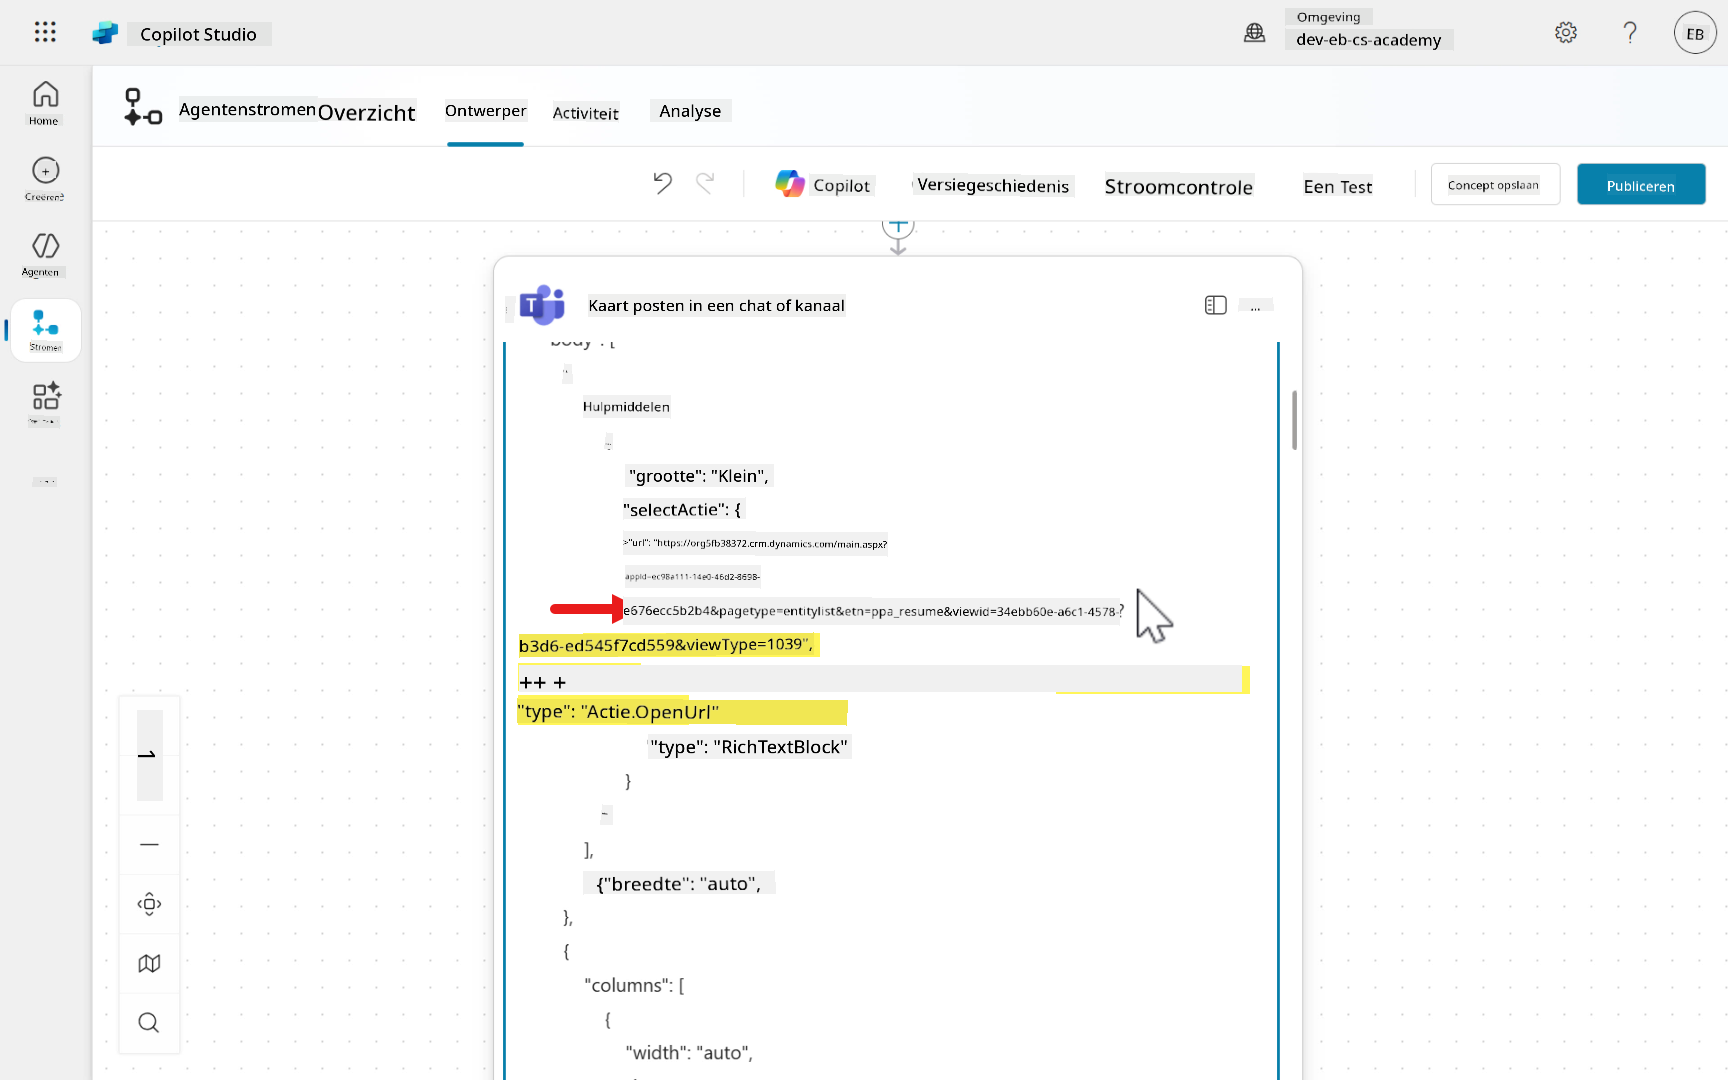 Copilot Studio
Omgeving
dev-eb-cs-academy
EB
Home
Agenten
Stromen
Agentenstromen
Overzicht
Ontwerper
Activiteit
Analyse
Copilot
Versiegeschiedenis
Stroomcontrole
Een Test
Concept opslaan
Publiceren
Kaart posten in een chat of kanaal
...
body": [
Hulpmiddelen
"grootte": "Klein",
"selectActie": {
>"url": "https://org5fb38372.crm.dynamics.com/main.aspx?
appid=ec98a111-14e0-46d2-8698-
e676ecc5b2b4&pagetype=entitylist&etn=ppa_resume&viewid=34ebb60e-a6c1-4578-?
b3d6-ed545f7cd559&viewType=1039",
++ +
"type": "Actie.OpenUrl"
"type": "RichTextBlock"
}
],
{"breedte": "auto",
},
{
"columns": [
{
"width": "auto",